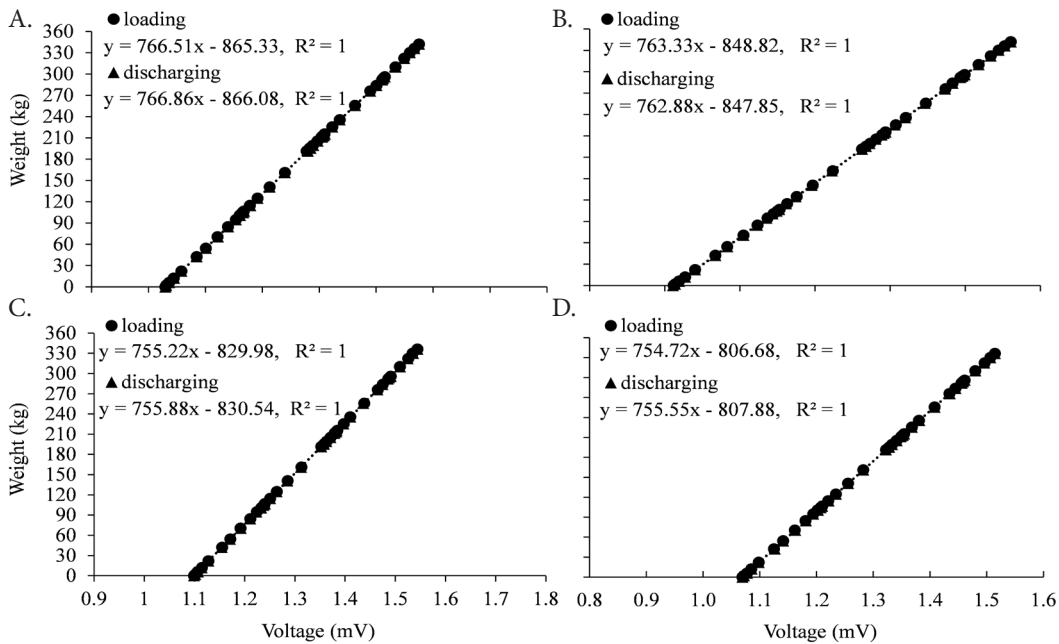 A.
● loading
y = 766.51x - 865.33, R² = 1
▲ discharging
y = 766.86x - 866.08, R² = 1
360
330
300
270
240
210
180
150
120
90
60
30
0
Weight (kg)
B.
● loading
y = 763.33x - 848.82, R² = 1
▲ discharging
y = 762.88x - 847.85, R² = 1
C.
● loading
y = 755.22x - 829.98, R² = 1
▲ discharging
y = 755.88x - 830.54, R² = 1
360
330
300
270
240
210
180
150
120
90
60
30
0
Weight (kg)
0.9 1 1.2 1.3 1.4 1.5 1.6 1.7 1.8
Voltage (mV)
D.
● loading
y = 754.72x - 806.68, R² = 1
▲ discharging
y = 755.55x - 807.88, R² = 1
0.8 0.9 1 1.1 1.2 1.3 1.4 1.5 1.6
Voltage (mV)